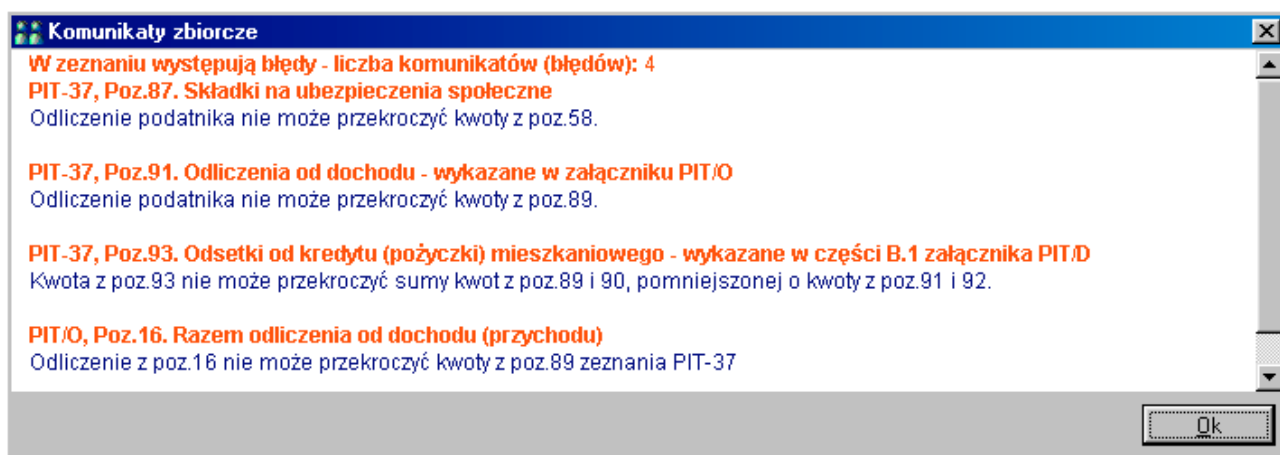 Komunikaty zbiorcze
W zeznaniu występują błędy - liczba komunikatów (błędów): 4
PIT-37, Poz.87. Składki na ubezpieczenia społeczne
Odliczenie podatnika nie może przekroczyć kwoty z poz.58.
PIT-37, Poz.91. Odliczenia od dochodu - wykazane w załączniku PIT/O
Odliczenie podatnika nie może przekroczyć kwoty z poz.89.
PIT-37, Poz.93. Odsetki od kredytu (pożyczki) mieszkaniowego - wykazane w części B.1 załącznika PIT/D
Kwota z poz.93 nie może przekroczyć sumy kwot z poz.89 i 90, pomniejszonej o kwoty z poz.91 i 92.
PIT/O, Poz.16. Razem odliczenia od dochodu (przychodu)
Odliczenie z poz.16 nie może przekroczyć kwoty z poz.89 zeznania PIT-37
Ok